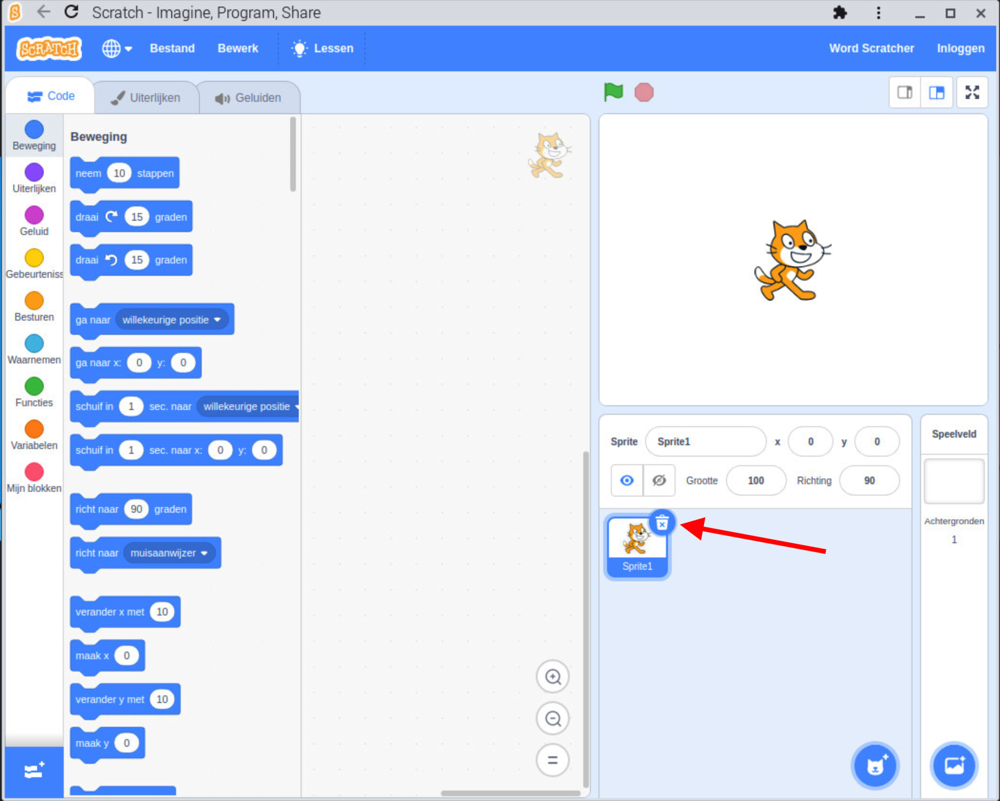 Scratch - Imagine, Program, Share
SCRATCH
Bestand
Bewerk
Lessen
Word Scratcher
Inloggen
Code
Uiterlijken
Geluiden
Beweging
Uiterlijken
Geluid
Gebeurteniss
Besturen
Waarnemen
Functies
Variabelen
Mijn blokken
Beweging
neem 10 stappen
draai 15 graden
draai 15 graden
ga naar willekeurige positie
ga naar x: 0 y: 0
schuif in 1 sec. naar willekeurige positie
schuif in 1 sec. naar x: 0 y: 0
richt naar 90 graden
richt naar muisaanwijzer
verander x met 10
maak x 0
verander y met 10
maak y 0
Sprite Sprite1 x 0 y 0
Grootte 100 Richting 90
Sprite1
Speelveld
Achtergronden
1